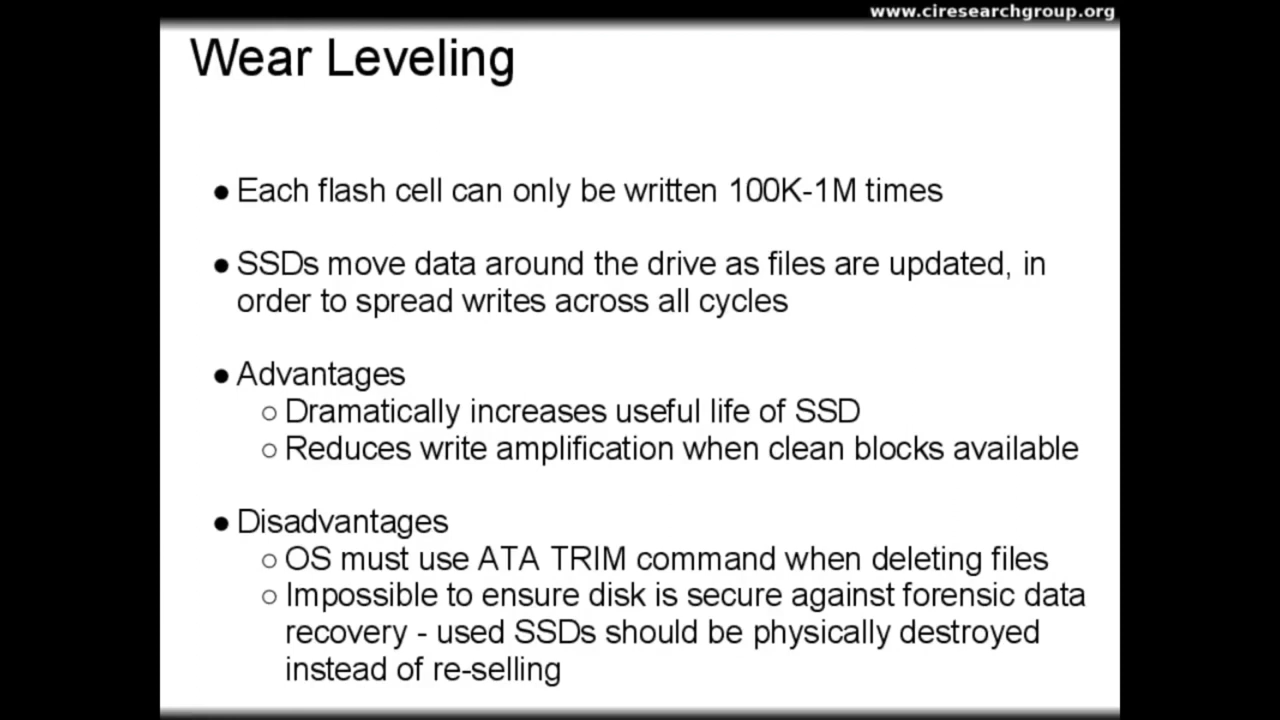 www.ciresearchgroup.org
Wear Leveling
● Each flash cell can only be written 100K-1M times
● SSDs move data around the drive as files are updated, in
order to spread writes across all cycles
● Advantages
○ Dramatically increases useful life of SSD
○ Reduces write amplification when clean blocks available
● Disadvantages
○ OS must use ATA TRIM command when deleting files
○ Impossible to ensure disk is secure against forensic data
recovery - used SSDs should be physically destroyed
instead of re-selling